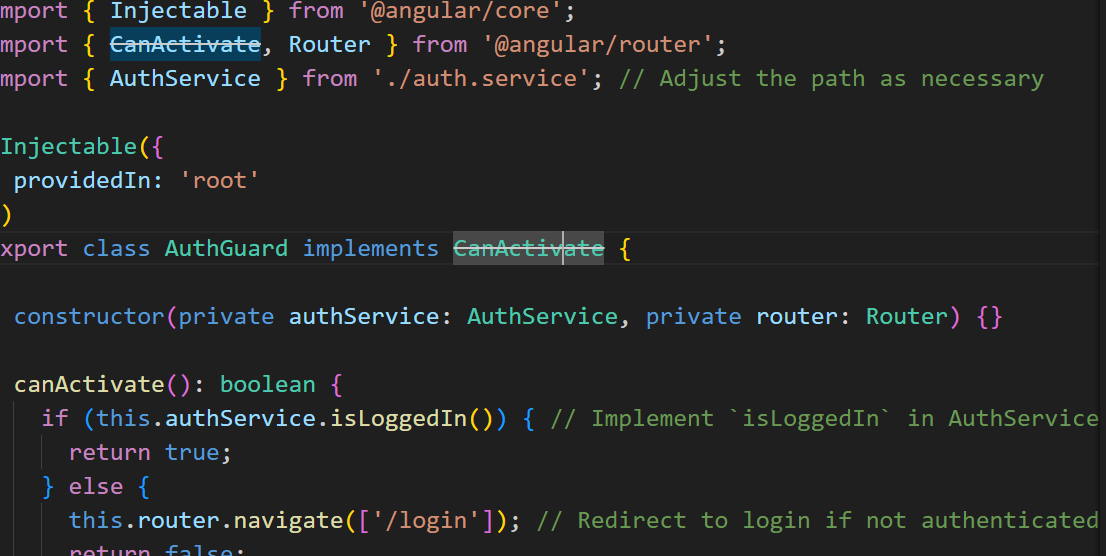 mport { Injectable } from '@angular/core';
mport { CanActivate, Router } from '@angular/router';
mport { AuthService } from './auth.service'; // Adjust the path as necessary
Injectable({
providedIn: 'root'
)
xport class AuthGuard implements CanActivate {
constructor(private authService: AuthService, private router: Router) {}
canActivate(): boolean {
if (this.authService.isLoggedIn()) { // Implement `isLoggedIn` in AuthService
return true;
} else {
this.router.navigate(['/login']); // Redirect to login if not authenticated
return false;